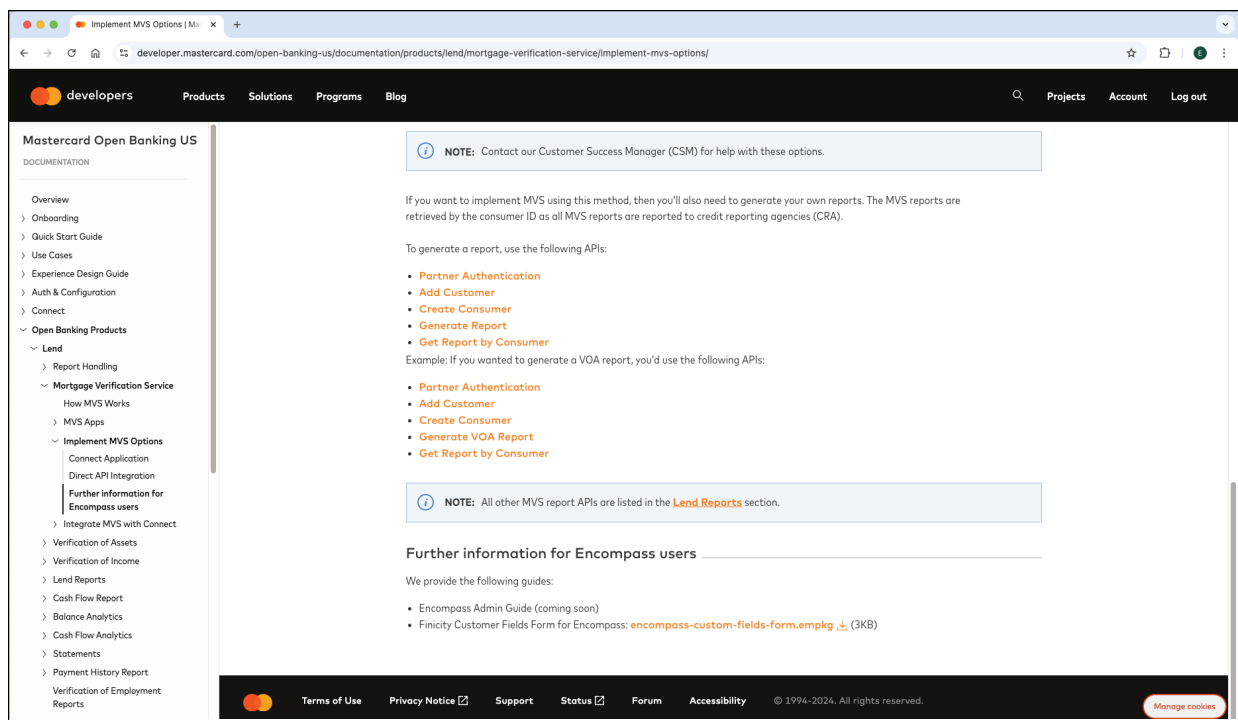 Implement MVS Options | Ma
developer.mastercard.com/open-banking-us/documentation/products/lend/mortgage-verification-service/implement-mvs-options/
E
developers
Products
Solutions
Programs
Blog
Projects
Account
Log out
Mastercard Open Banking US
DOCUMENTATION
Overview
Onboarding
Quick Start Guide
Use Cases
Experience Design Guide
Auth & Configuration
Connect
Open Banking Products
Lend
Report Handling
Mortgage Verification Service
How MVS Works
MVS Apps
Implement MVS Options
Connect Application
Direct API Integration
Further information for
Encompass users
Integrate MVS with Connect
Verification of Assets
Verification of Income
Lend Reports
Cash Flow Report
Balance Analytics
Cash Flow Analytics
Statements
Payment History Report
Verification of Employment
Reports
NOTE: Contact our Customer Success Manager (CSM) for help with these options.
If you want to implement MVS using this method, then you'll also need to generate your own reports. The MVS reports are
retrieved by the consumer ID as all MVS reports are reported to credit reporting agencies (CRA).
To generate a report, use the following APIs:
• Partner Authentication
• Add Customer
• Create Consumer
• Generate Report
• Get Report by Consumer
Example: If you wanted to generate a VOA report, you'd use the following APIs:
• Partner Authentication
• Add Customer
• Create Consumer
• Generate VOA Report
• Get Report by Consumer
NOTE: All other MVS report APIs are listed in the Lend Reports section.
Further information for Encompass users
We provide the following guides:
• Encompass Admin Guide (coming soon)
• Finicity Customer Fields Form for Encompass: encompass-custom-fields-form.empkg (3KB)
Terms of Use
Privacy Notice
Support
Status
Forum
Accessibility
© 1994-2024. All rights reserved.
Manage cookies